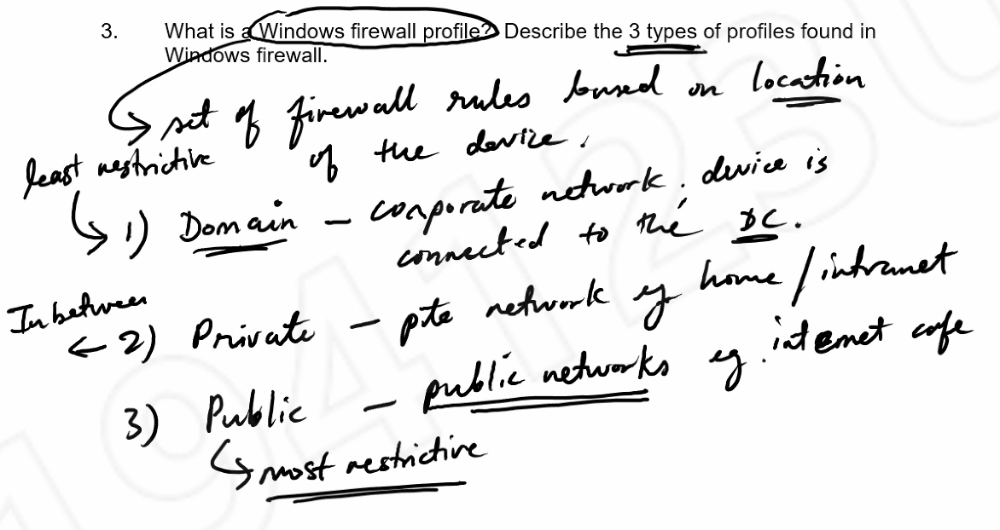 3. What is a Windows firewall profile? Describe the 3 types of profiles found in
Windows firewall.
set of firewall rules based on location
of the device.
least restrictive
1) Domain - corporate network. device is
connected to the DC.
In between
2) Private - pte network eg home / intranet
3) Public - public networks eg. internet cafe
most restrictive